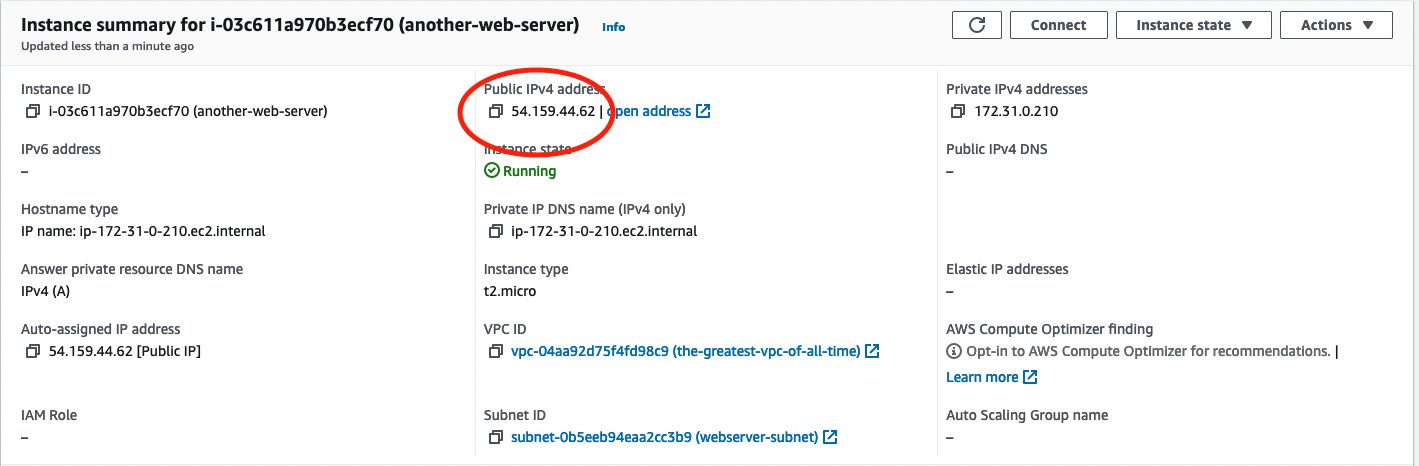 Instance summary for i-03c611a970b3ecf70 (another-web-server) Info
Updated less than a minute ago
Connect
Instance state
Actions
Instance ID
i-03c611a970b3ecf70 (another-web-server)
Public IPv4 address
54.159.44.62 | open address
Private IPv4 addresses
172.31.0.210
IPv6 address
–
Instance state
Running
Public IPv4 DNS
–
Hostname type
IP name: ip-172-31-0-210.ec2.internal
Private IP DNS name (IPv4 only)
ip-172-31-0-210.ec2.internal
Answer private resource DNS name
IPv4 (A)
Instance type
t2.micro
Elastic IP addresses
–
Auto-assigned IP address
54.159.44.62 [Public IP]
VPC ID
vpc-04aa92d75f4fd98c9 (the-greatest-vpc-of-all-time)
AWS Compute Optimizer finding
Opt-in to AWS Compute Optimizer for recommendations. |
Learn more
IAM Role
–
Subnet ID
subnet-0b5eeb94eaa2cc3b9 (webserver-subnet)
Auto Scaling Group name
–